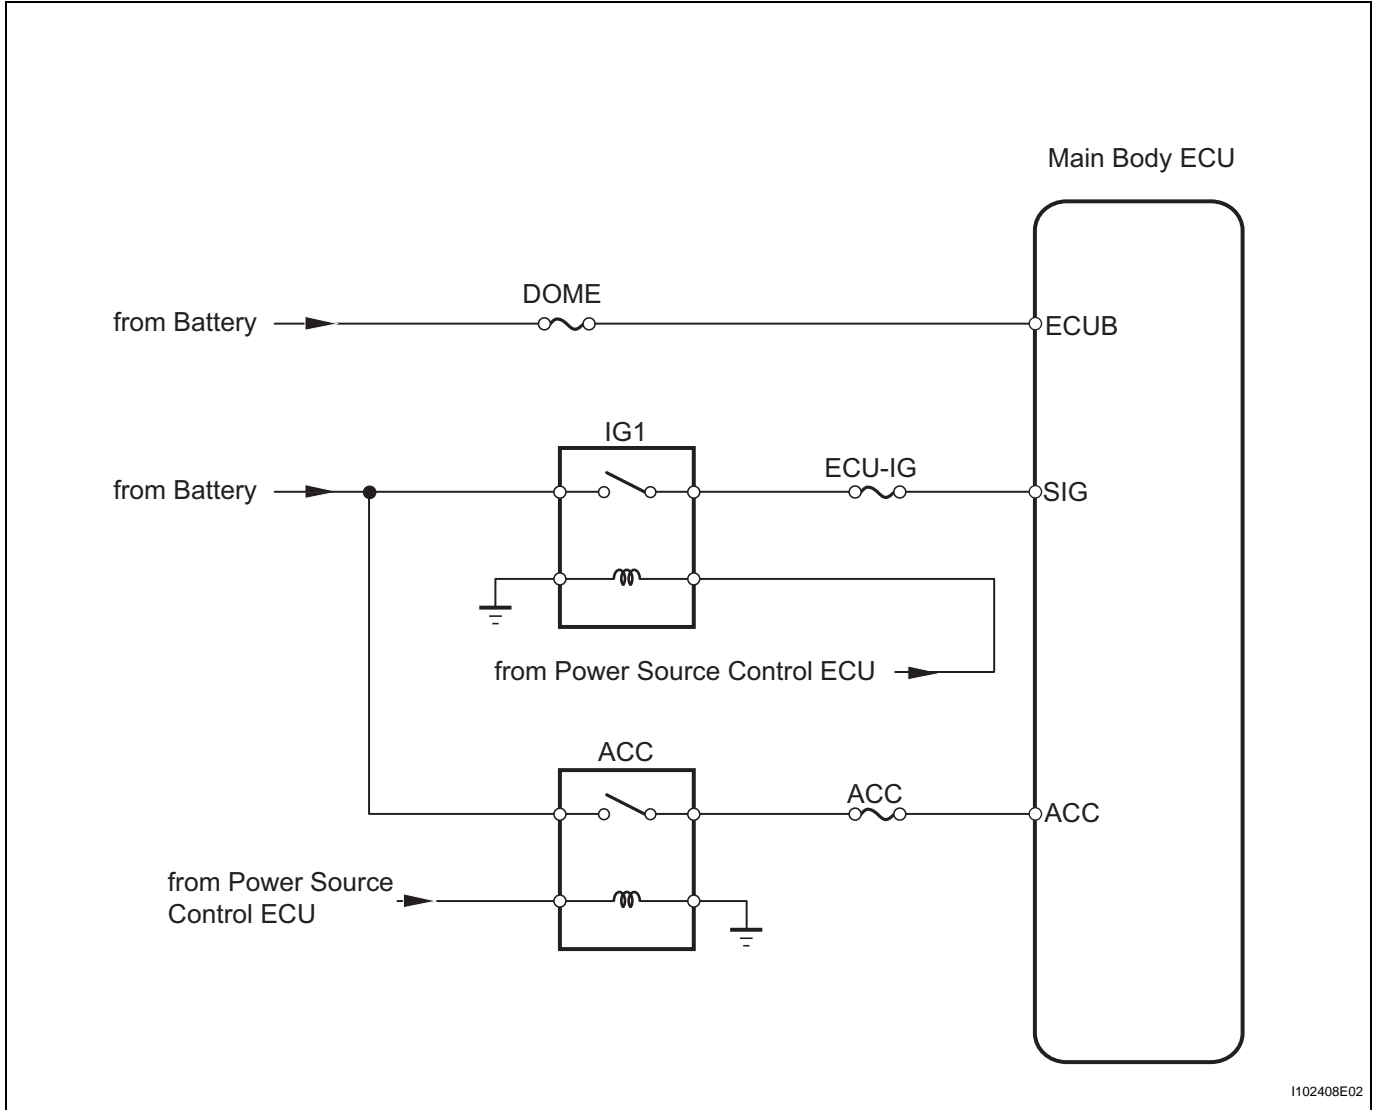 Main Body ECU
DOME
from Battery
ECUB
IG1
ECU-IG
from Battery
SIG
from Power Source Control ECU
ACC
ACC
ACC
from Power Source
Control ECU
I102408E02